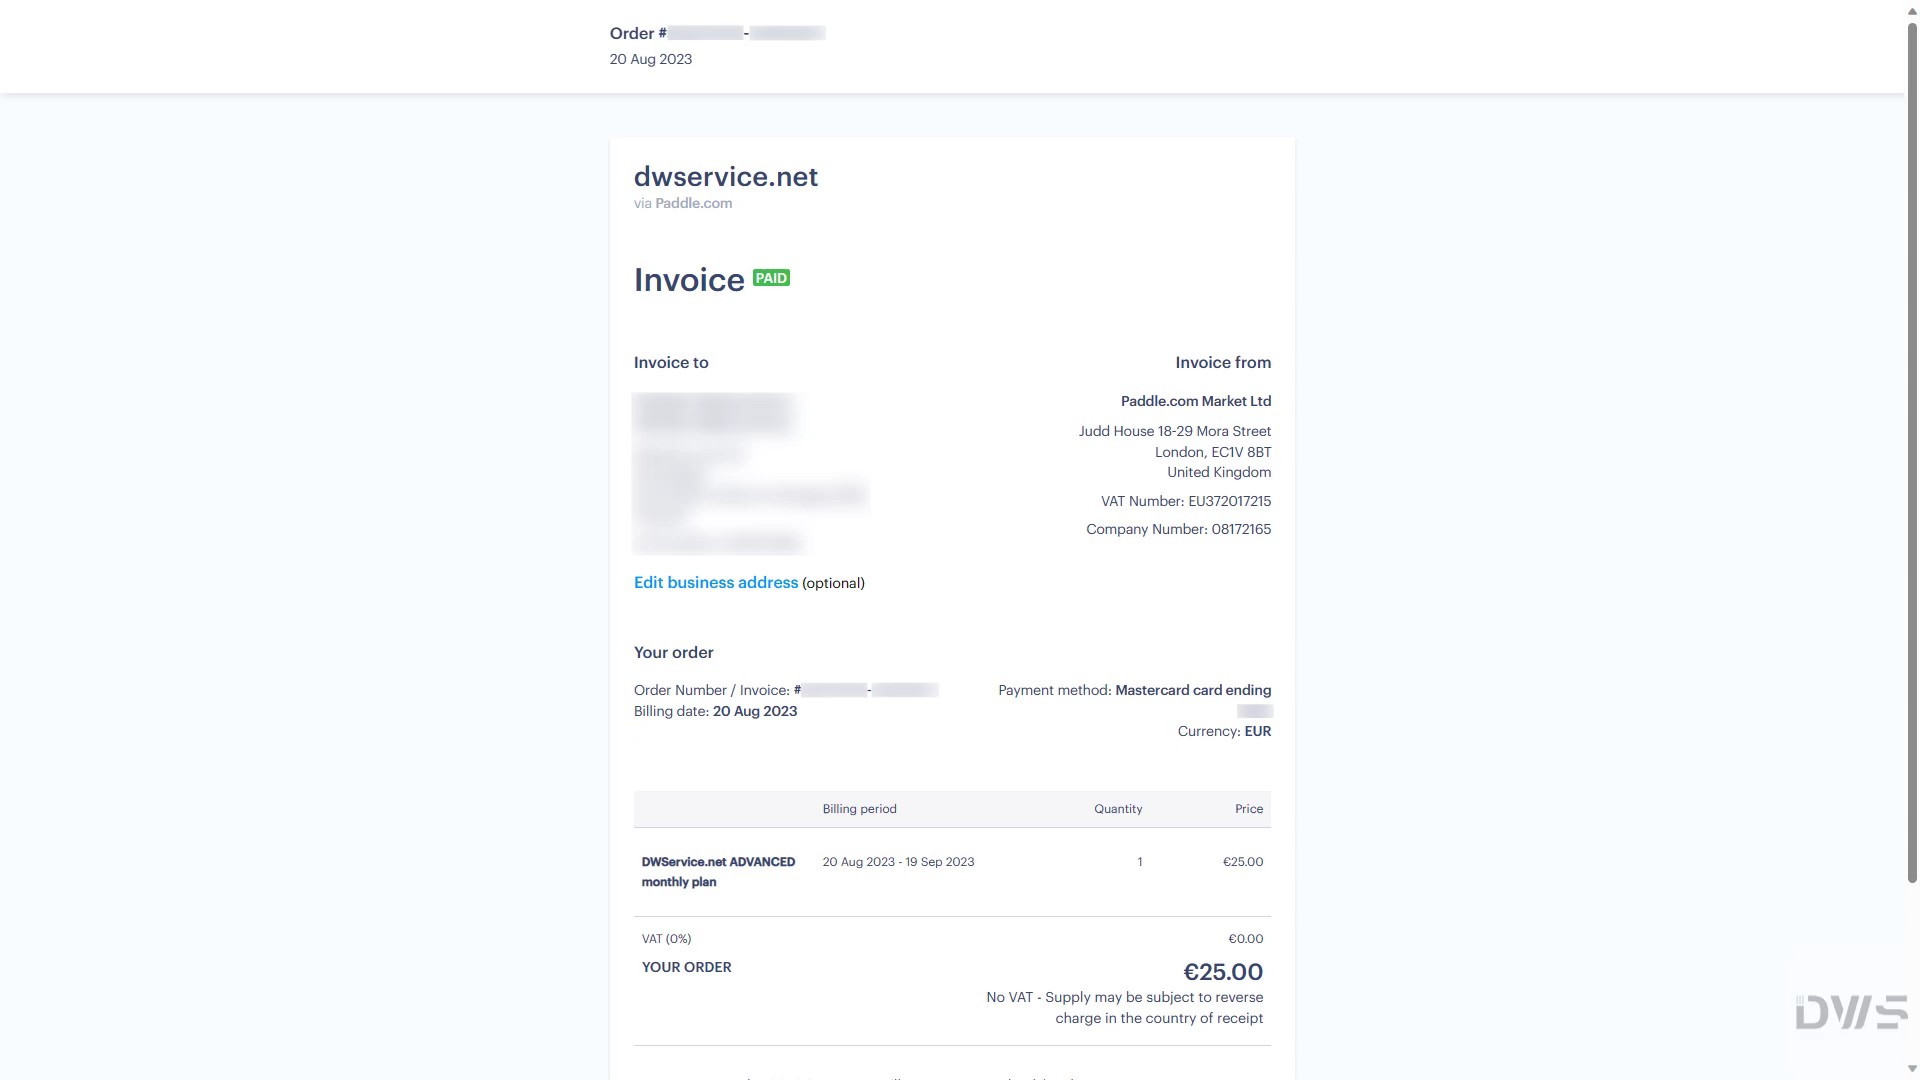 Order #-
20 Aug 2023
dwservice.net
via Paddle.com
Invoice PAID
Invoice to
Invoice from
Paddle.com Market Ltd
Judd House 18-29 Mora Street
London, EC1V 8BT
United Kingdom
VAT Number: EU372017215
Company Number: 08172165
Edit business address (optional)
Your order
Order Number / Invoice: #-
Billing date: 20 Aug 2023
Payment method: Mastercard card ending
Currency: EUR
Billing period Quantity Price
DWService.net ADVANCED 20 Aug 2023 - 19 Sep 2023 1 €25.00
monthly plan
VAT (0%) €0.00
YOUR ORDER €25.00
No VAT - Supply may be subject to reverse
charge in the country of receipt
DWS